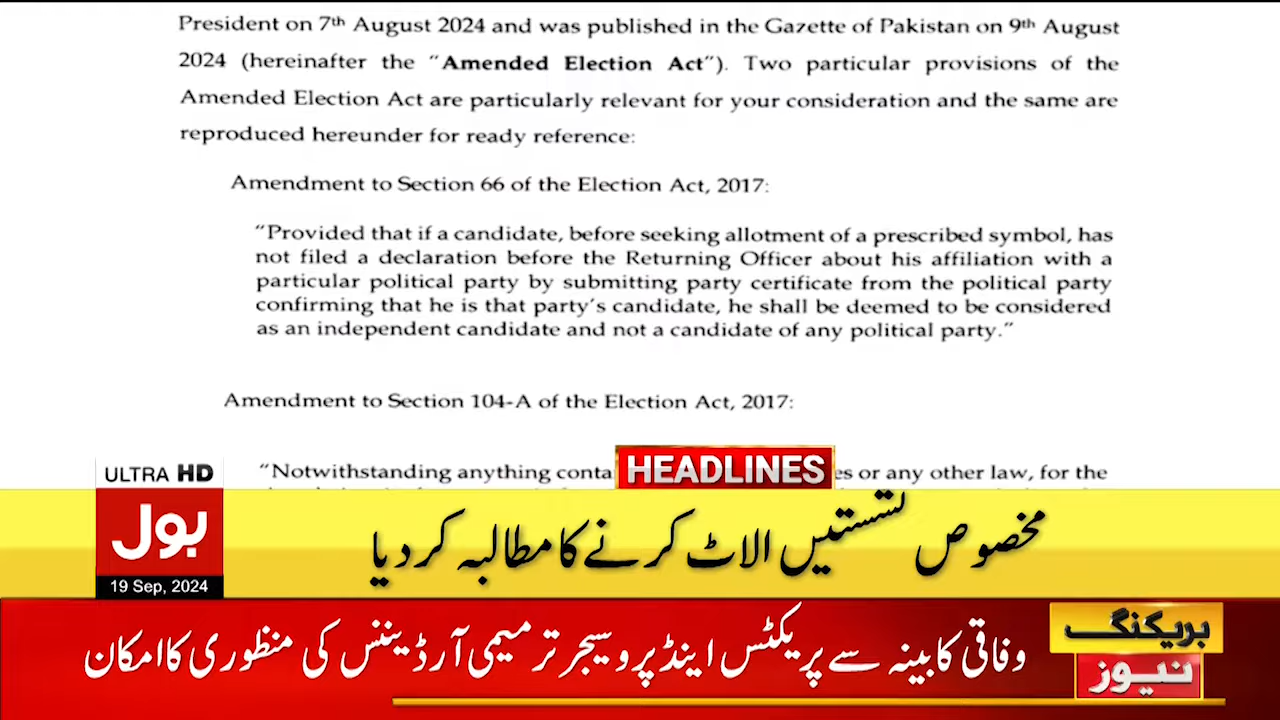 President on 7th August 2024 and was published in the Gazette of Pakistan on 9th August
2024 (hereinafter the “Amended Election Act”). Two particular provisions of the
Amended Election Act are particularly relevant for your consideration and the same are
reproduced hereunder for ready reference:
Amendment to Section 66 of the Election Act, 2017:
“Provided that if a candidate, before seeking allotment of a prescribed symbol, has
not filed a declaration before the Returning Officer about his affiliation with a
particular political party by submitting party certificate from the political party
confirming that he is that party’s candidate, he shall be deemed to be considered
as an independent candidate and not a candidate of any political party.”
Amendment to Section 104-A of the Election Act, 2017:
“Notwithstanding anything or any other law, for the
HEADLINES
ULTRA HD
بول
19 Sep, 2024
مخصوص نشستیں الاٹ کرنے کا مطالبہ کردیا
وفاقی کابینہ سے پریکٹس اینڈ پروسیجر ترمیمی آرڈیننس کی منظوری کا امکان
بریکنگ
نیوز